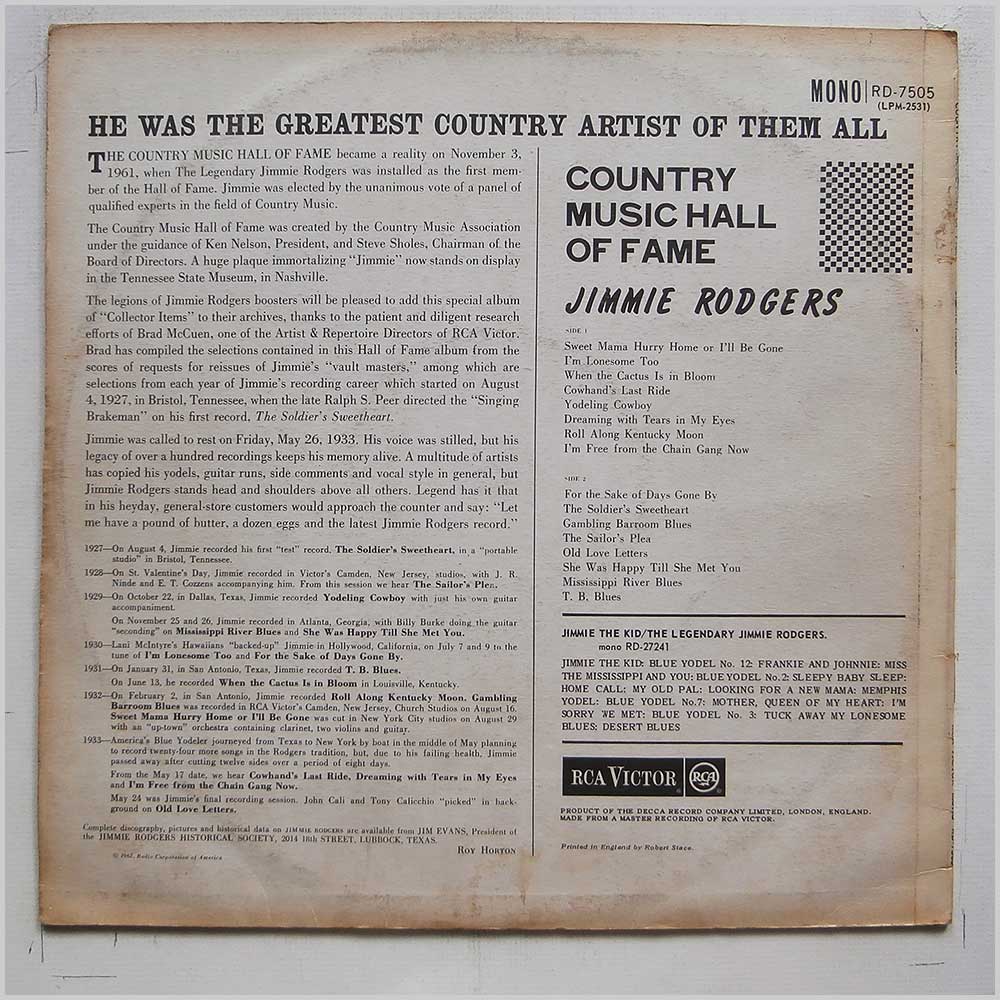 MONO RD-7505
(LPM-2531)
HE WAS THE GREATEST COUNTRY ARTIST OF THEM ALL
THE COUNTRY MUSIC HALL OF FAME became a reality on November 3,
1961, when The Legendary Jimmie Rodgers was installed as the first mem-
ber of the Hall of Fame. Jimmie was elected by the unanimous vote of a panel of
qualified experts in the field of Country Music.
The Country Music Hall of Fame was created by the Country Music Association
under the guidance of Ken Nelson, President, and Steve Sholes, Chairman of the
Board of Directors. A huge plaque immortalizing "Jimmie" now stands on display
in the Tennessee State Museum, in Nashville.
The legions of Jimmie Rodgers boosters will be pleased to add this special album
of "Collector Items" to their archives, thanks to the patient and diligent research
efforts of Brad McCuen, one of the Artist & Repertoire Directors of RCA Victor.
Brad has compiled the selections contained in this Hall of Fame album from the
scores of requests for reissues of Jimmie's "vault masters," among which are
selections from each year of Jimmie's recording career which started on August
4, 1927, in Bristol, Tennessee, when the late Ralph S. Peer directed the "Singing
Brakeman" on his first record, The Soldier's Sweetheart.
Jimmie was called to rest on Friday, May 26, 1933. His voice was stilled, but his
legacy of over a hundred recordings keeps his memory alive. A multitude of artists
has copied his yodels, guitar runs, side comments and vocal style in general, but
Jimmie Rodgers stands head and shoulders above all others. Legend has it that
in his heyday, general-store customers would approach the counter and say: "Let
me have a pound of butter, a dozen eggs and the latest Jimmie Rodgers record."
1927—On August 4, Jimmie recorded his first "test" record, The Soldier's Sweetheart, in a "portable
studio" in Bristol, Tennessee.
1928—On St. Valentine's Day, Jimmie recorded in Victor's Camden, New Jersey, studios, with J. R.
Ninde and E. T. Cozzens accompanying him. From this session we hear The Sailor's Plea.
1929—On October 22, in Dallas, Texas, Jimmie recorded Yodeling Cowboy with just his own guitar
accompaniment.
On November 25 and 26, Jimmie recorded in Atlanta, Georgia, with Billy Burke doing the guitar
"seconding" on Mississippi River Blues and She Was Happy Till She Met You.
1930—Lani McIntyre's Hawaiians "backed-up" Jimmie in Hollywood, California, on July 7 and 9 to the
tune of I'm Lonesome Too and For the Sake of Days Gone By.
1931—On January 31, in San Antonio, Texas, Jimmie recorded T. B. Blues.
On June 13, he recorded When the Cactus Is in Bloom in Louisville, Kentucky.
1932—On February 2, in San Antonio, Jimmie recorded Roll Along Kentucky Moon. Gambling
Barroom Blues was recorded in RCA Victor's Camden, New Jersey, Church Studios on August 16.
Sweet Mama Hurry Home or I'll Be Gone was cut in New York City studios on August 29
with an "up-town" orchestra containing clarinet, two violins and guitar.
1933—America's Blue Yodeler journeyed from Texas to New York by boat in the middle of May planning
to record twenty-four more songs in the Rodgers tradition, but, due to his failing health, Jimmie
passed away after cutting twelve sides over a period of eight days.
From the May 17 date, we hear Cowhand's Last Ride, Dreaming with Tears in My Eyes
and I'm Free from the Chain Gang Now.
May 24 was Jimmie's final recording session. John Cali and Tony Calicchio "picked" in back-
ground on Old Love Letters.
Complete discography, pictures and historical data on JIMMIE RODGERS are available from JIM EVANS, President of
the JIMMIE RODGERS HISTORICAL SOCIETY, 2014 18th STREET, LUBBOCK, TEXAS.
ROY HORTON
© 1962, Radio Corporation of America
COUNTRY
MUSIC HALL
OF FAME
JIMMIE RODGERS
SIDE 1
Sweet Mama Hurry Home or I'll Be Gone
I'm Lonesome Too
When the Cactus Is in Bloom
Cowhand's Last Ride
Yodeling Cowboy
Dreaming with Tears in My Eyes
Roll Along Kentucky Moon
I'm Free from the Chain Gang Now
SIDE 2
For the Sake of Days Gone By
The Soldier's Sweetheart
Gambling Barroom Blues
The Sailor's Plea
Old Love Letters
She Was Happy Till She Met You
Mississippi River Blues
T. B. Blues
JIMMIE THE KID/THE LEGENDARY JIMMIE RODGERS.
mono RD-27241
JIMMIE THE KID: BLUE YODEL No. 12: FRANKIE AND JOHNNIE: MISS
THE MISSISSIPPI AND YOU: BLUE YODEL No. 2: SLEEPY BABY SLEEP:
HOME CALL: MY OLD PAL: LOOKING FOR A NEW MAMA: MEMPHIS
YODEL: BLUE YODEL No. 7: MOTHER, QUEEN OF MY HEART: I'M
SORRY WE MET: BLUE YODEL No. 3: TUCK AWAY MY LONESOME
BLUES; DESERT BLUES
RCA VICTOR RCA
PRODUCT OF THE DECCA RECORD COMPANY LIMITED, LONDON, ENGLAND.
MADE FROM A MASTER RECORDING OF RCA VICTOR.
Printed in England by Robert Stace.